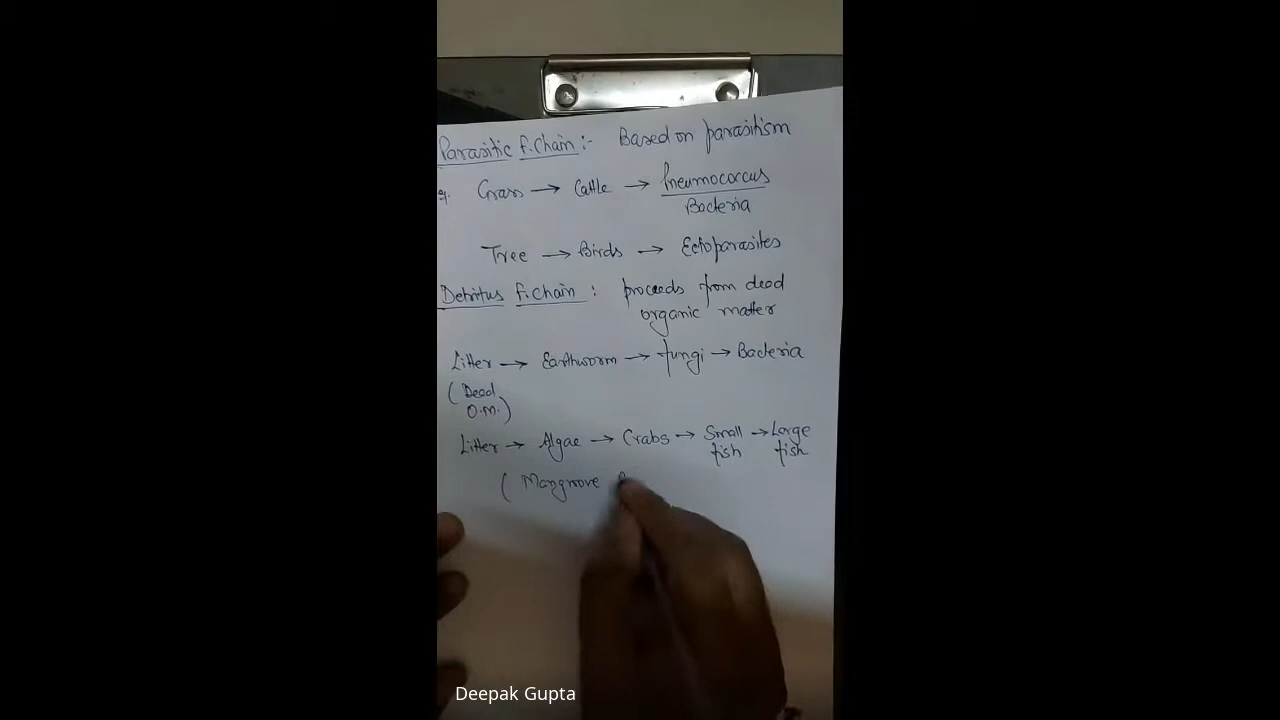 Parasitic f.Chain :- Based on parasitism
eg. Grass → Cattle → Pneumococcus
Bacteria
Tree → Birds → Ectoparasites
Detritus f.Chain : proceeds from dead
organic matter
Litter → Earthworm → fungi → Bacteria
(Dead
O.M.)
Litter → Algae → Crabs → Small → Large
fish fish
( Mangrove
Deepak Gupta